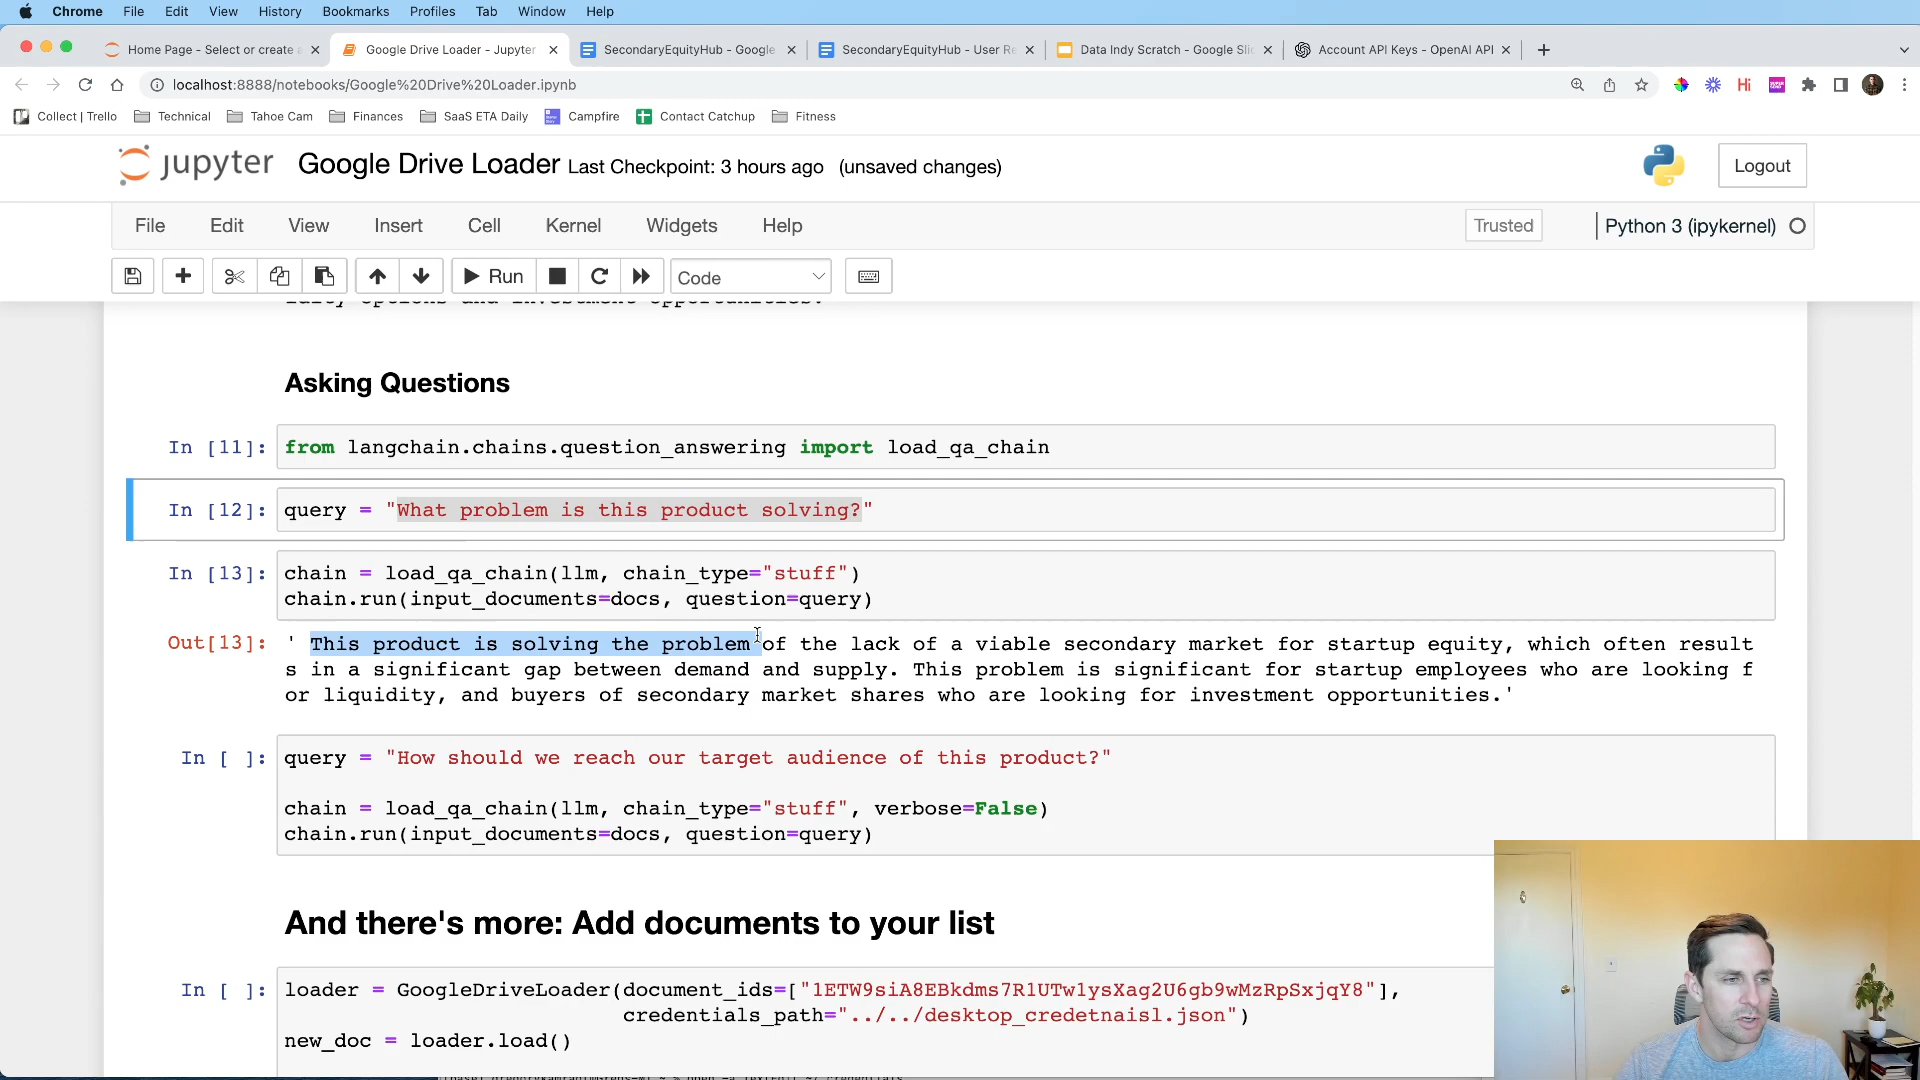 Chrome File Edit View History Bookmarks Profiles Tab Window Help
Home Page - Select or create a Google Drive Loader - Jupyter SecondaryEquityHub - Google SecondaryEquityHub - User Re Data Indy Scratch - Google Slic Account API Keys - OpenAI API
localhost:8888/notebooks/Google%20Drive%20Loader.ipynb
Collect | Trello Technical Tahoe Cam Finances SaaS ETA Daily Campfire Contact Catchup Fitness
jupyter Google Drive Loader Last Checkpoint: 3 hours ago (unsaved changes) Logout
File Edit View Insert Cell Kernel Widgets Help Trusted Python 3 (ipykernel)
Run Code
idity options and investment opportunities.
Asking Questions
In [11]: from langchain.chains.question_answering import load_qa_chain
In [12]: query = "What problem is this product solving?"
In [13]: chain = load_qa_chain(llm, chain_type="stuff")
chain.run(input_documents=docs, question=query)
Out[13]: ' This product is solving the problem of the lack of a viable secondary market for startup equity, which often result
s in a significant gap between demand and supply. This problem is significant for startup employees who are looking f
or liquidity, and buyers of secondary market shares who are looking for investment opportunities.'
In [ ]: query = "How should we reach our target audience of this product?"
chain = load_qa_chain(llm, chain_type="stuff", verbose=False)
chain.run(input_documents=docs, question=query)
And there's more: Add documents to your list
In [ ]: loader = GoogleDriveLoader(document_ids=["1ETW9siA8EBkdms7R1UTw1ysXag2U6gb9wMzRpSxjqY8"],
credentials_path="../../desktop_credetnaisl.json")
new_doc = loader.load()